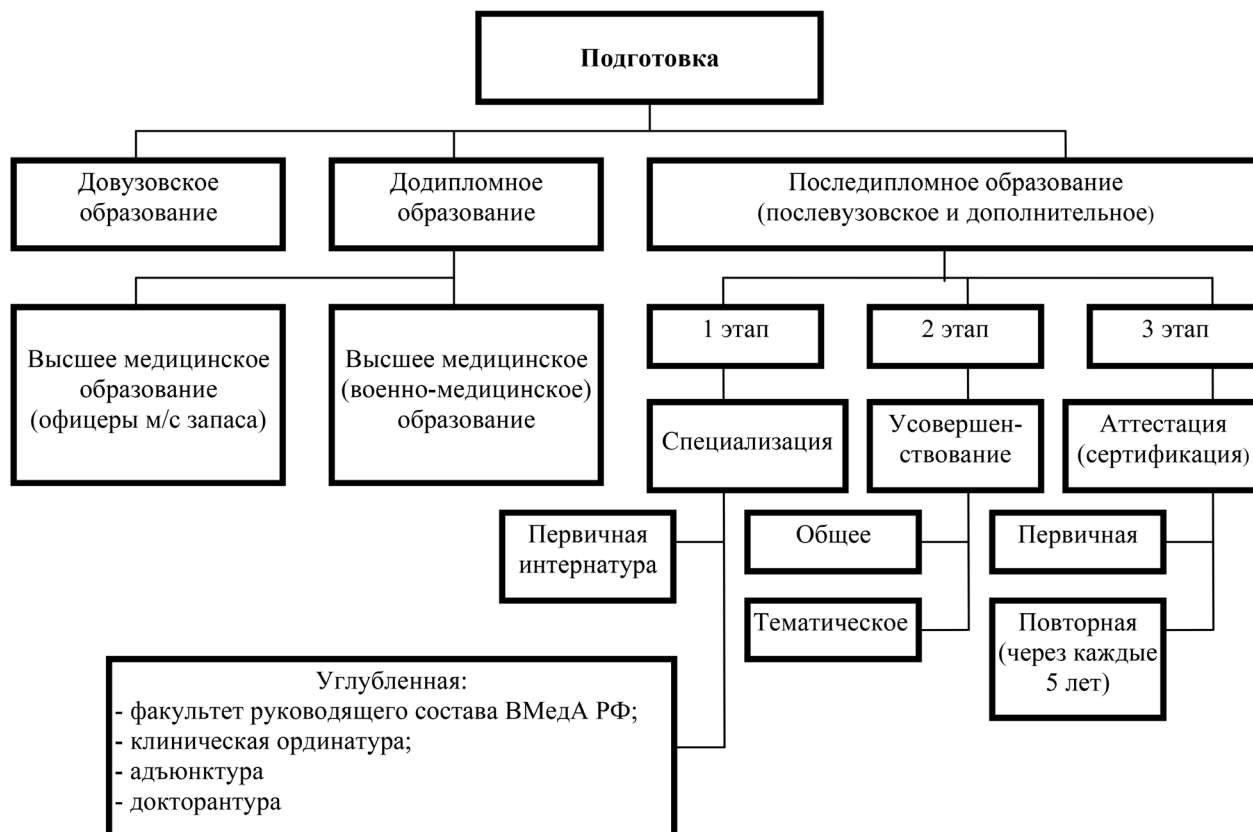 Подготовка
Довузовское
образование
Додипломное
образование
Последипломное образование
(послевузовское и дополнительное)
Высшее медицинское
образование
(офицеры м/с запаса)
Высшее медицинское
(военно-медицинское)
образование
1 этап
2 этап
3 этап
Специализация
Усовершен-
ствование
Аттестация
(сертификация)
Первичная
интернатура
Общее
Первичная
Тематическое
Повторная
(через каждые
5 лет)
Углубленная:
- факультет руководящего состава ВМедА РФ;
- клиническая ординатура;
- адъюнктура
- докторантура